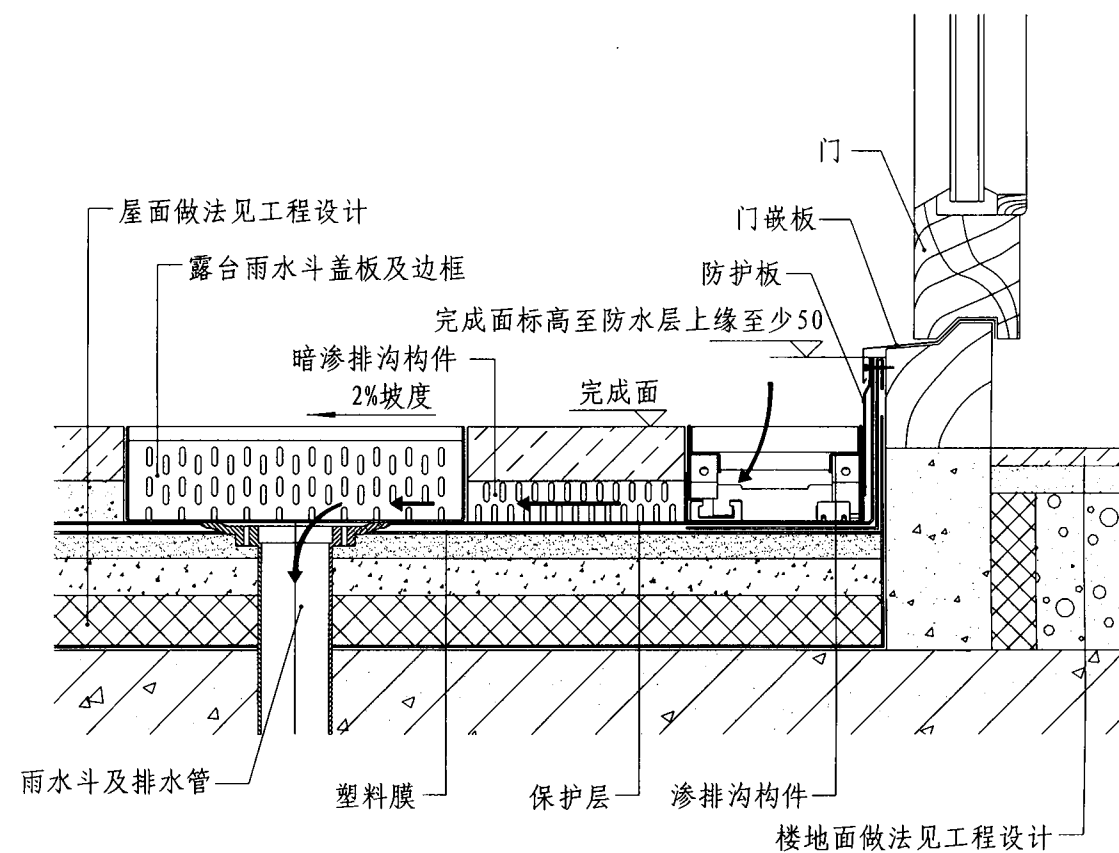 门
屋面做法见工程设计
门嵌板
露台雨水斗盖板及边框
防护板
完成面标高至防水层上缘至少50
暗渗排沟构件
2%坡度
完成面
雨水斗及排水管
塑料膜
保护层
渗排沟构件
楼地面做法见工程设计